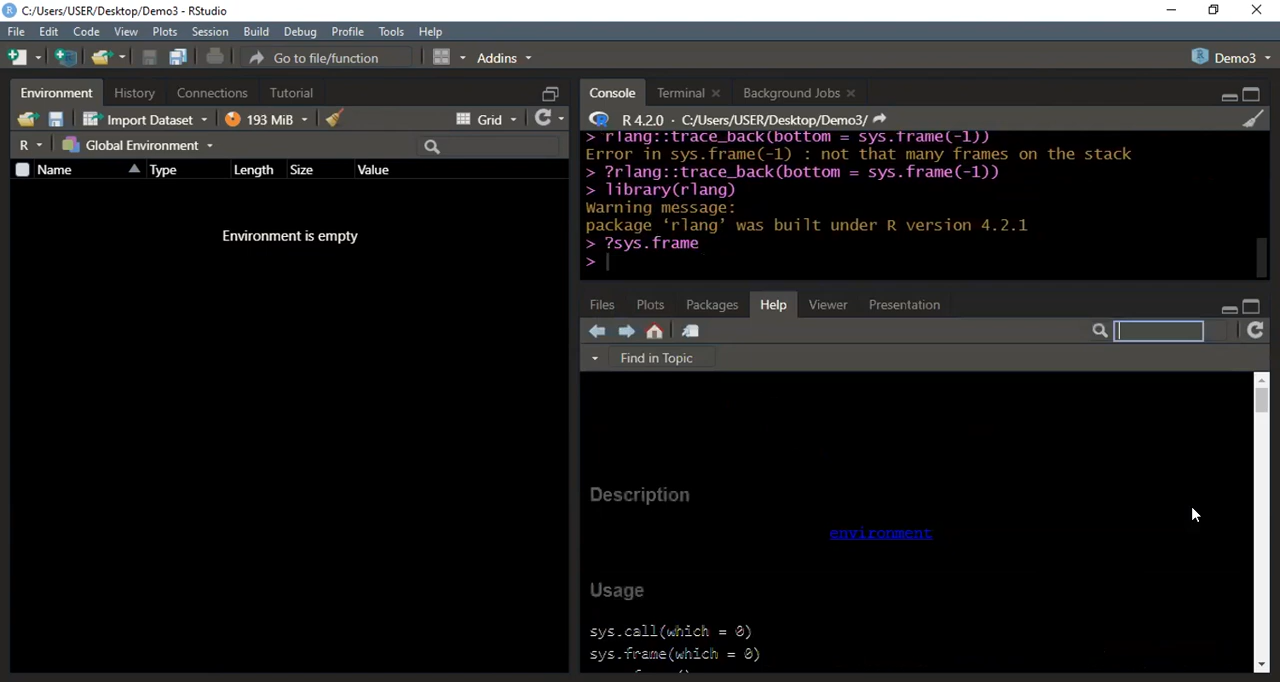 C:/Users/USER/Desktop/Demo3 - RStudio
File Edit Code View Plots Session Build Debug Profile Tools Help
Go to file/function Addins Demo3
Environment History Connections Tutorial
Import Dataset 193 MiB Grid
R Global Environment
Name Type Length Size Value
Environment is empty
Console Terminal Background Jobs
R 4.2.0 · C:/Users/USER/Desktop/Demo3/
> rlang::trace_back(bottom = sys.frame(-1))
Error in sys.frame(-1) : not that many frames on the stack
> ?rlang::trace_back(bottom = sys.frame(-1))
> library(rlang)
Warning message:
package ‘rlang’ was built under R version 4.2.1
> ?sys.frame
>
Files Plots Packages Help Viewer Presentation
Find in Topic
Description
environment
Usage
sys.call(which = 0)
sys.frame(which = 0)